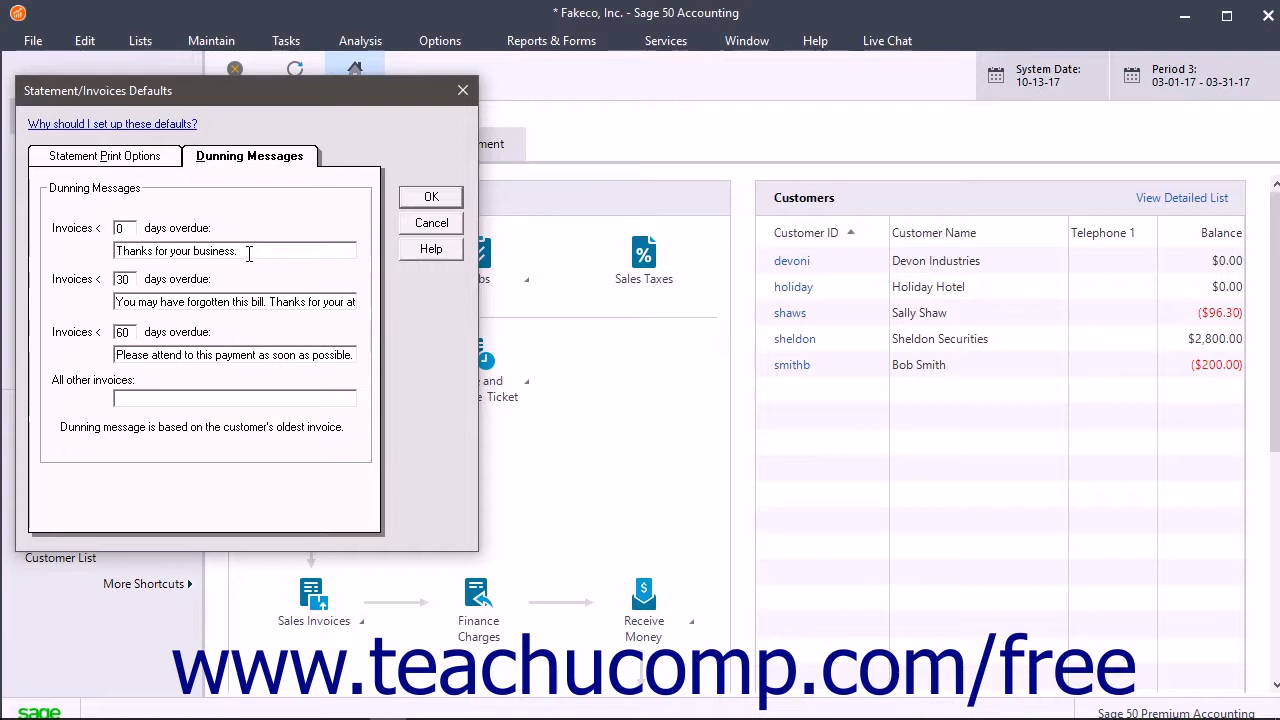 * Fakeco, Inc. - Sage 50 Accounting
File Edit Lists Maintain Tasks Analysis Options Reports & Forms Services Window Help Live Chat
System Date:
10-13-17
Period 3:
03-01-17 - 03-31-17
Statement/Invoices Defaults
Why should I set up these defaults?
Statement Print Options
Dunning Messages
Dunning Messages
Invoices < 0 days overdue:
Thanks for your business.
Invoices < 30 days overdue:
You may have forgotten this bill. Thanks for your at
Invoices < 60 days overdue:
Please attend to this payment as soon as possible.
All other invoices:
Dunning message is based on the customer's oldest invoice.
OK
Cancel
Help
ment
bs
Sales Taxes
e and
e Ticket
Customers View Detailed List
Customer ID Customer Name Telephone 1 Balance
devoni Devon Industries $0.00
holiday Holiday Hotel $0.00
shaws Sally Shaw ($96.30)
sheldon Sheldon Securities $2,800.00
smithb Bob Smith ($200.00)
Customer List
More Shortcuts
Sales Invoices
Finance
Charges
Receive
Money
www.teachucomp.com/free
sage
Sage 50 Premium Accounting